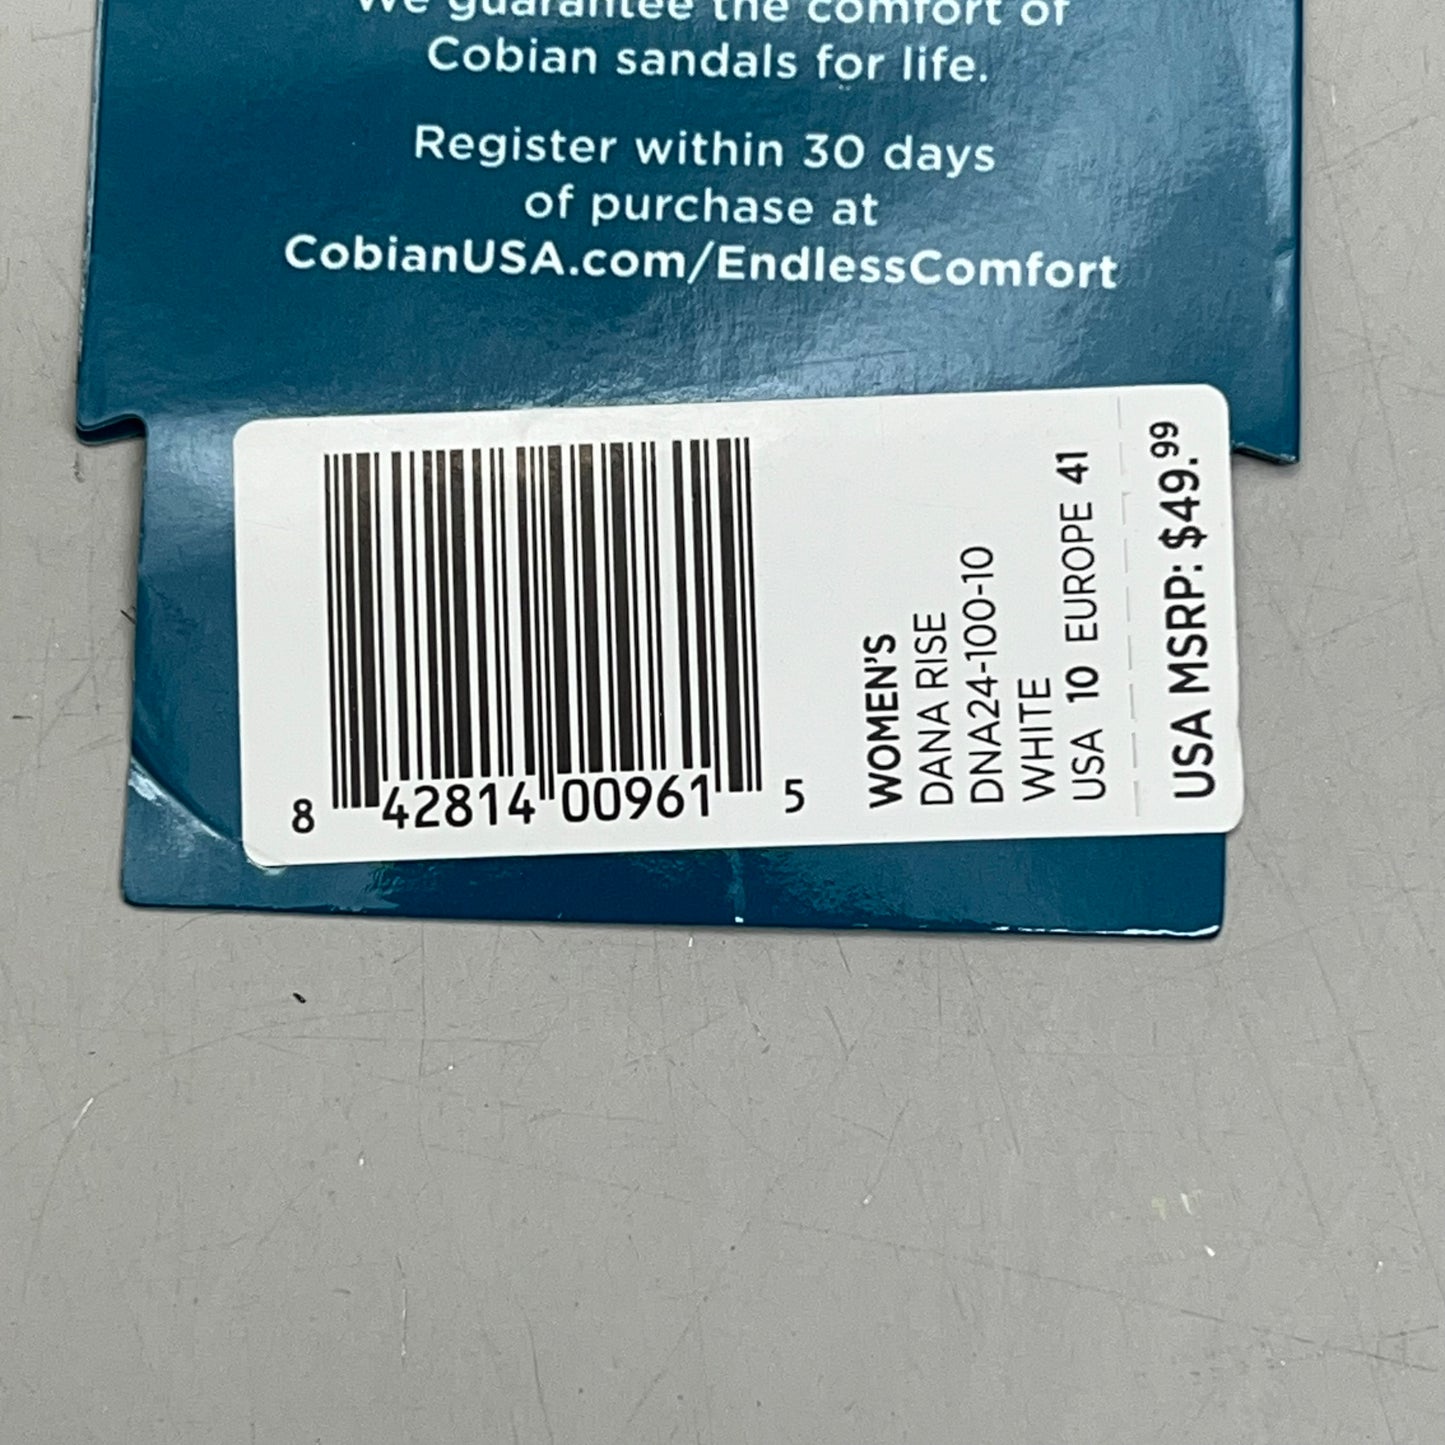 We guarantee the comfort of
Cobian sandals for life.
Register within 30 days
of purchase at
CobianUSA.com/EndlessComfort
8 42814 00961 5
WOMEN'S
DANA RISE
DNA24-100-10
WHITE
USA 10 EUROPE 41
USA MSRP: $49.99